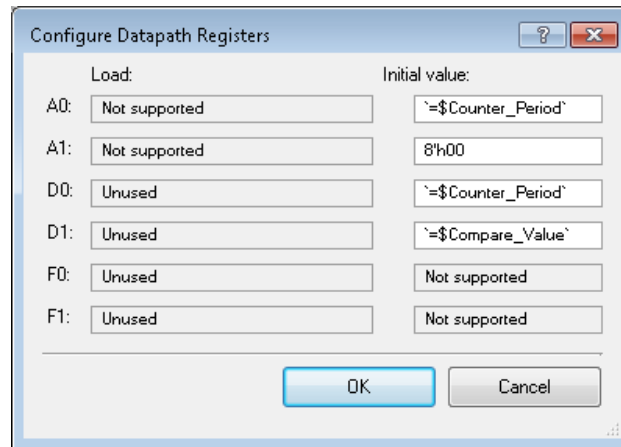 Configure Datapath Registers
Load: Initial value:
A0: Not supported `=$Counter_Period`
A1: Not supported 8'h00
D0: Unused `=$Counter_Period`
D1: Unused `=$Compare_Value`
F0: Unused Not supported
F1: Unused Not supported
OK Cancel